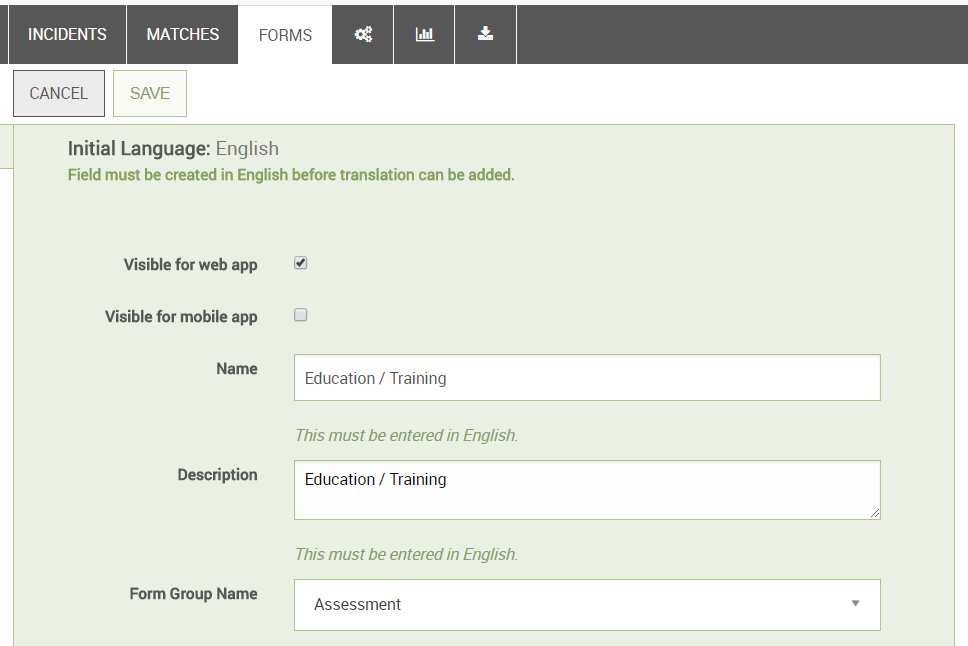 INCIDENTS MATCHES FORMS
CANCEL SAVE
Initial Language: English
Field must be created in English before translation can be added.
Visible for web app
Visible for mobile app
Name Education / Training
This must be entered in English.
Description Education / Training
This must be entered in English.
Form Group Name Assessment